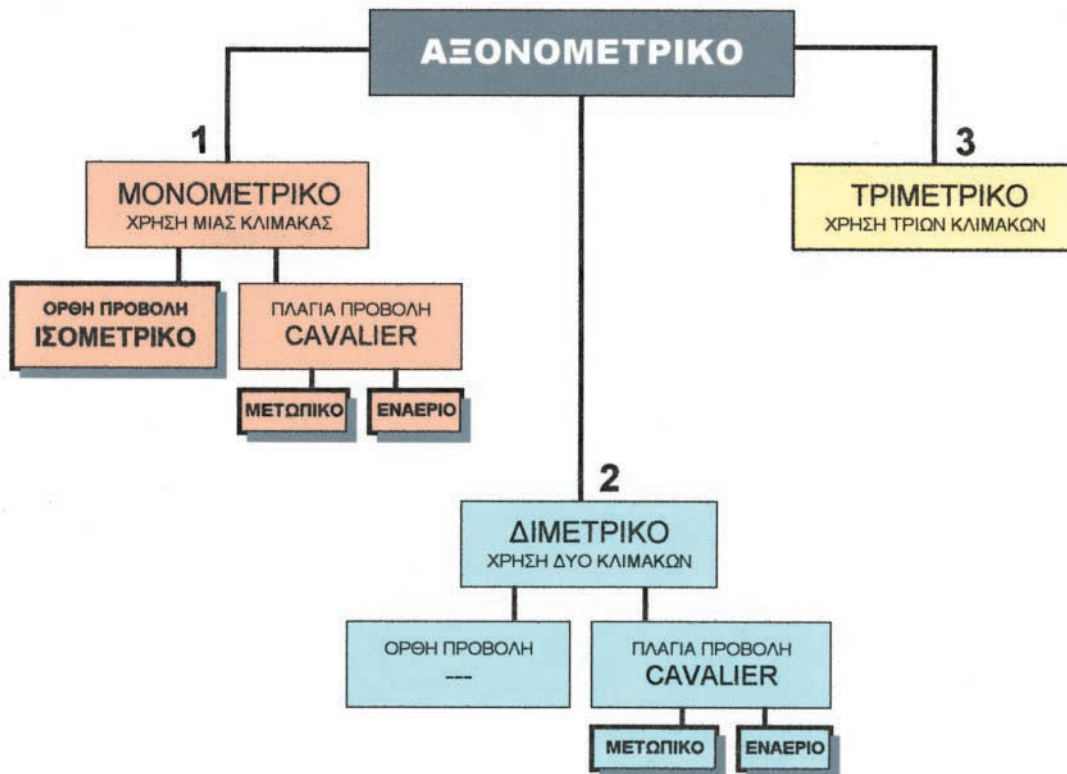 ΑΞΟΝΟΜΕΤΡΙΚΟ
1
ΜΟΝΟΜΕΤΡΙΚΟ
ΧΡΗΣΗ ΜΙΑΣ ΚΛΙΜΑΚΑΣ
ΟΡΘΗ ΠΡΟΒΟΛΗ
ΙΣΟΜΕΤΡΙΚΟ
ΠΛΑΓΙΑ ΠΡΟΒΟΛΗ
CAVALIER
ΜΕΤΩΠΙΚΟ
ΕΝΑΕΡΙΟ
2
ΔΙΜΕΤΡΙΚΟ
ΧΡΗΣΗ ΔΥΟ ΚΛΙΜΑΚΩΝ
ΟΡΘΗ ΠΡΟΒΟΛΗ
---
ΠΛΑΓΙΑ ΠΡΟΒΟΛΗ
CAVALIER
ΜΕΤΩΠΙΚΟ
ΕΝΑΕΡΙΟ
3
ΤΡΙΜΕΤΡΙΚΟ
ΧΡΗΣΗ ΤΡΙΩΝ ΚΛΙΜΑΚΩΝ